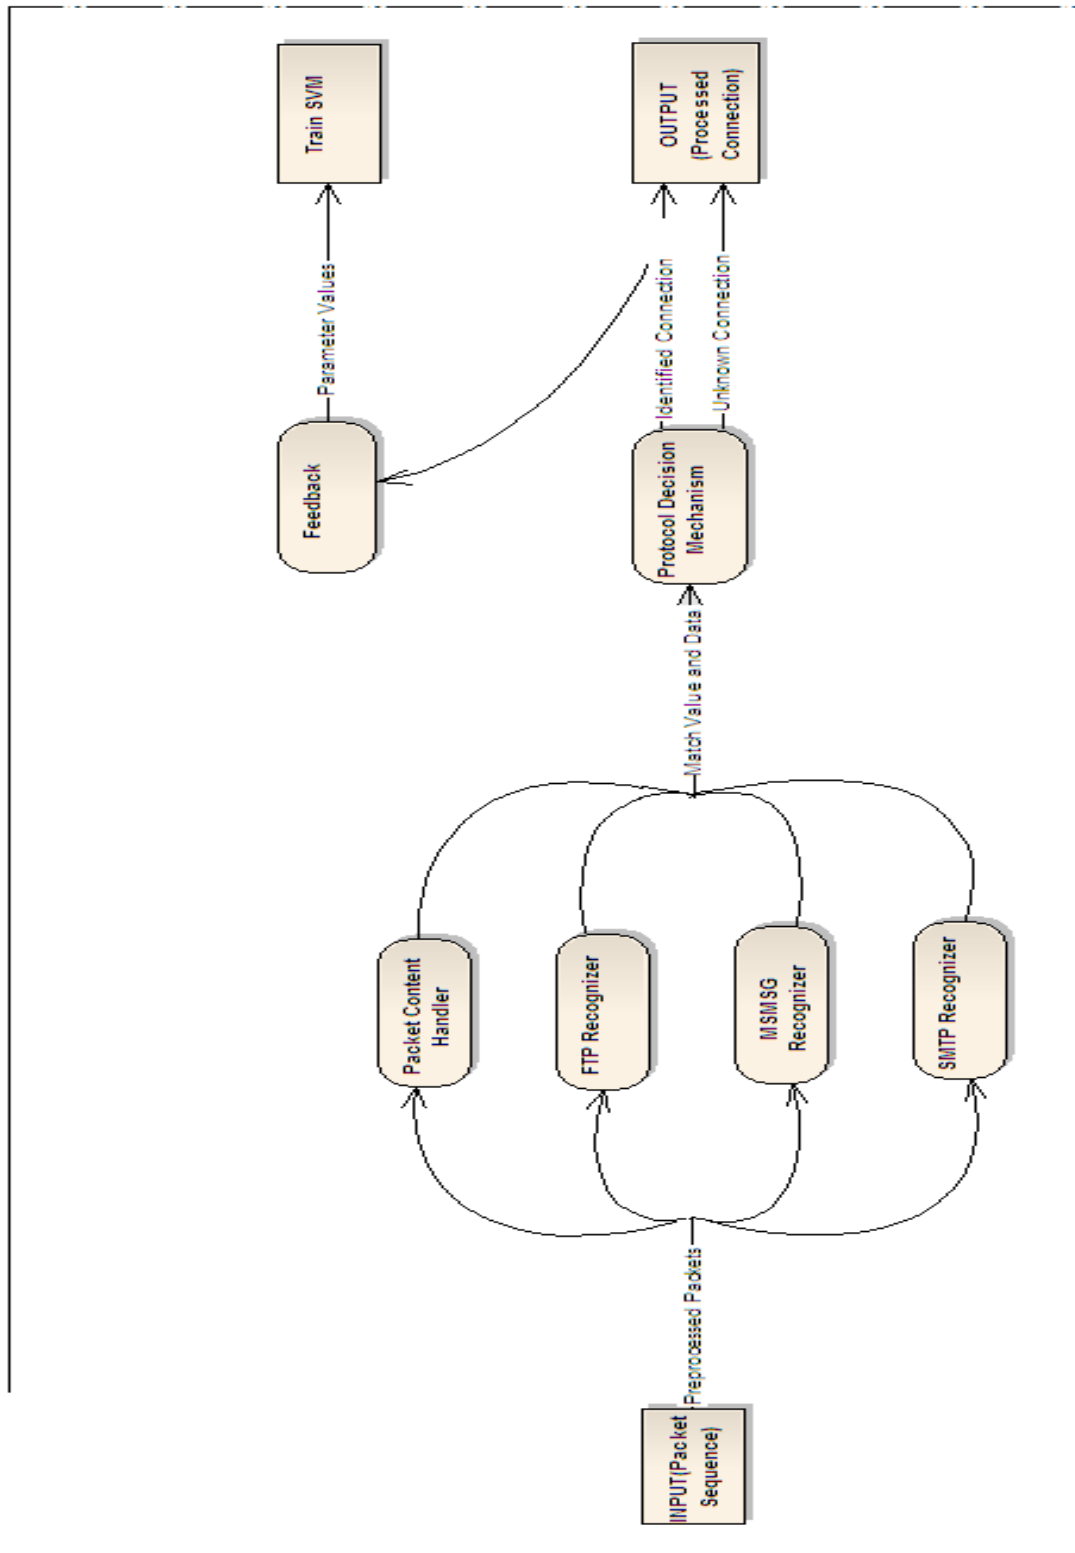 INPUT(Packet
Sequence)
Preprocessed Packets
Packet Content
Handler
FTP Recognizer
MSMSG
Recognizer
SMTP Recognizer
Match Value and Data
Protocol Decision
Mechanism
Identified Connection
Unknown Connection
OUTPUT
(Processed
Connection)
Feedback
Parameter Values
Train SVM